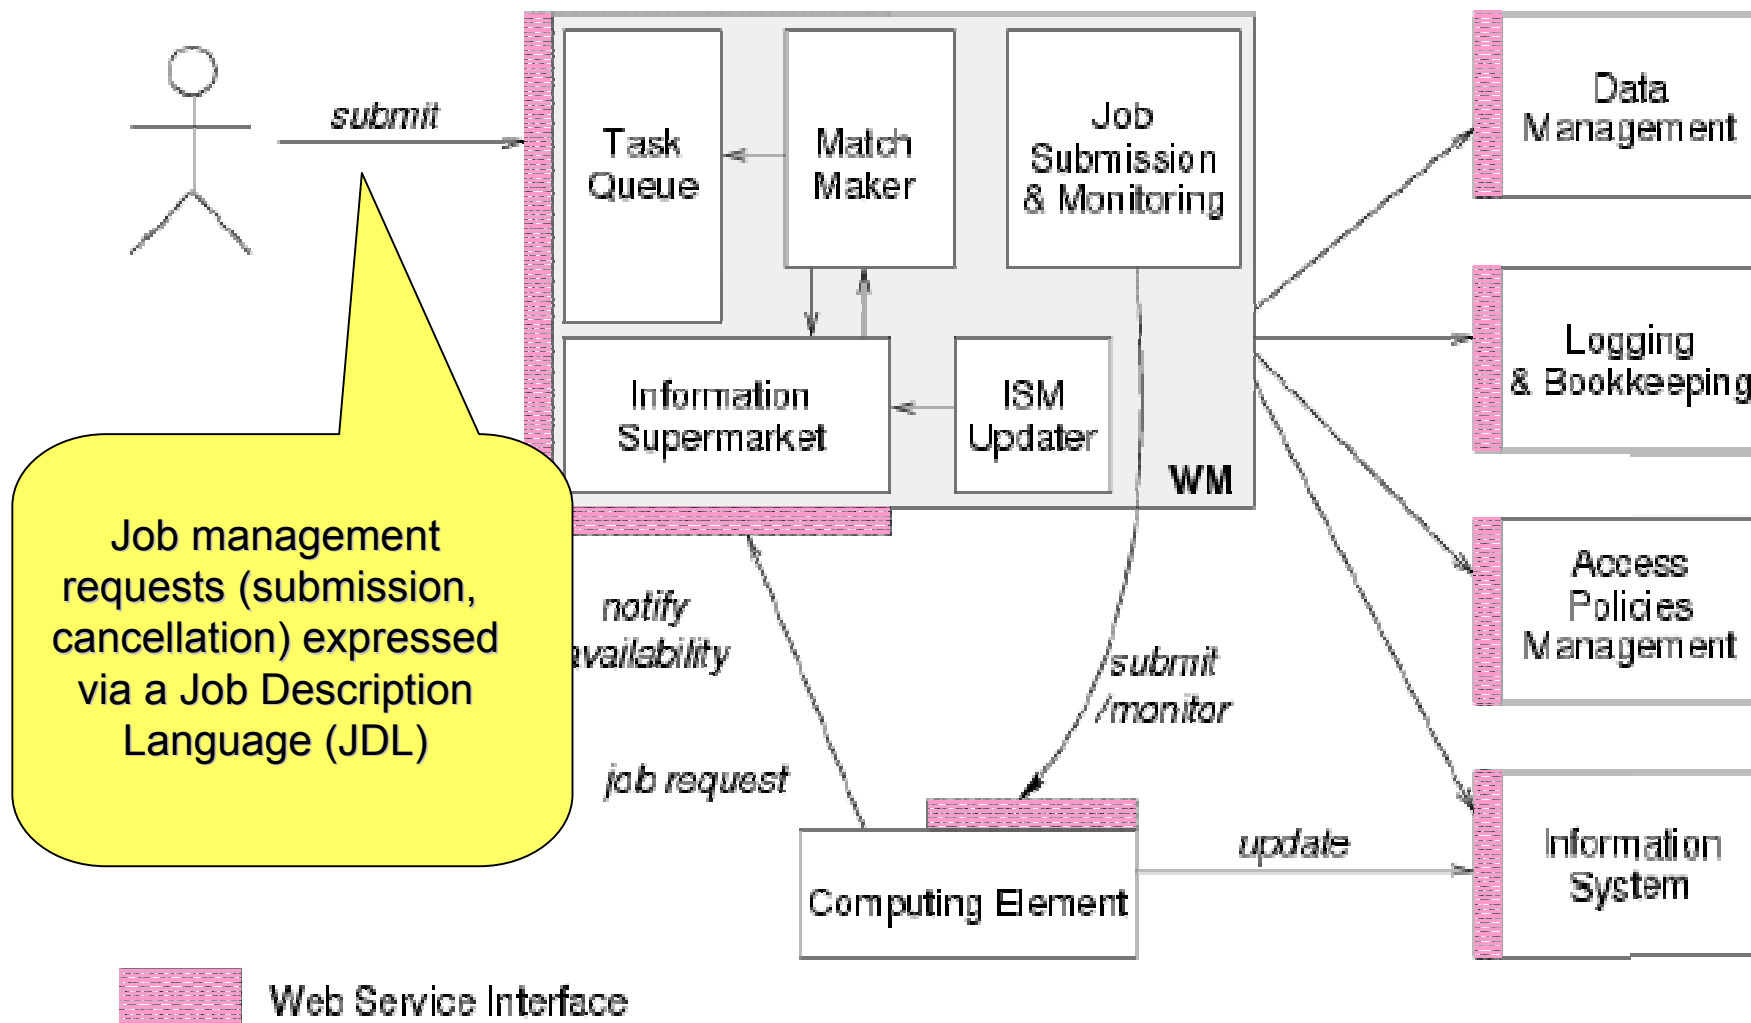 submit
Task
Queue
Match
Maker
Job
Submission
& Monitoring
Information
Supermarket
ISM
Updater
WM
Data
Management
Logging
& Bookkeeping
Access
Policies
Management
Information
System
Job management
requests (submission,
cancellation) expressed
via a Job Description
Language (JDL)
notify
availability
job request
submit
/monitor
update
Computing Element
Web Service Interface